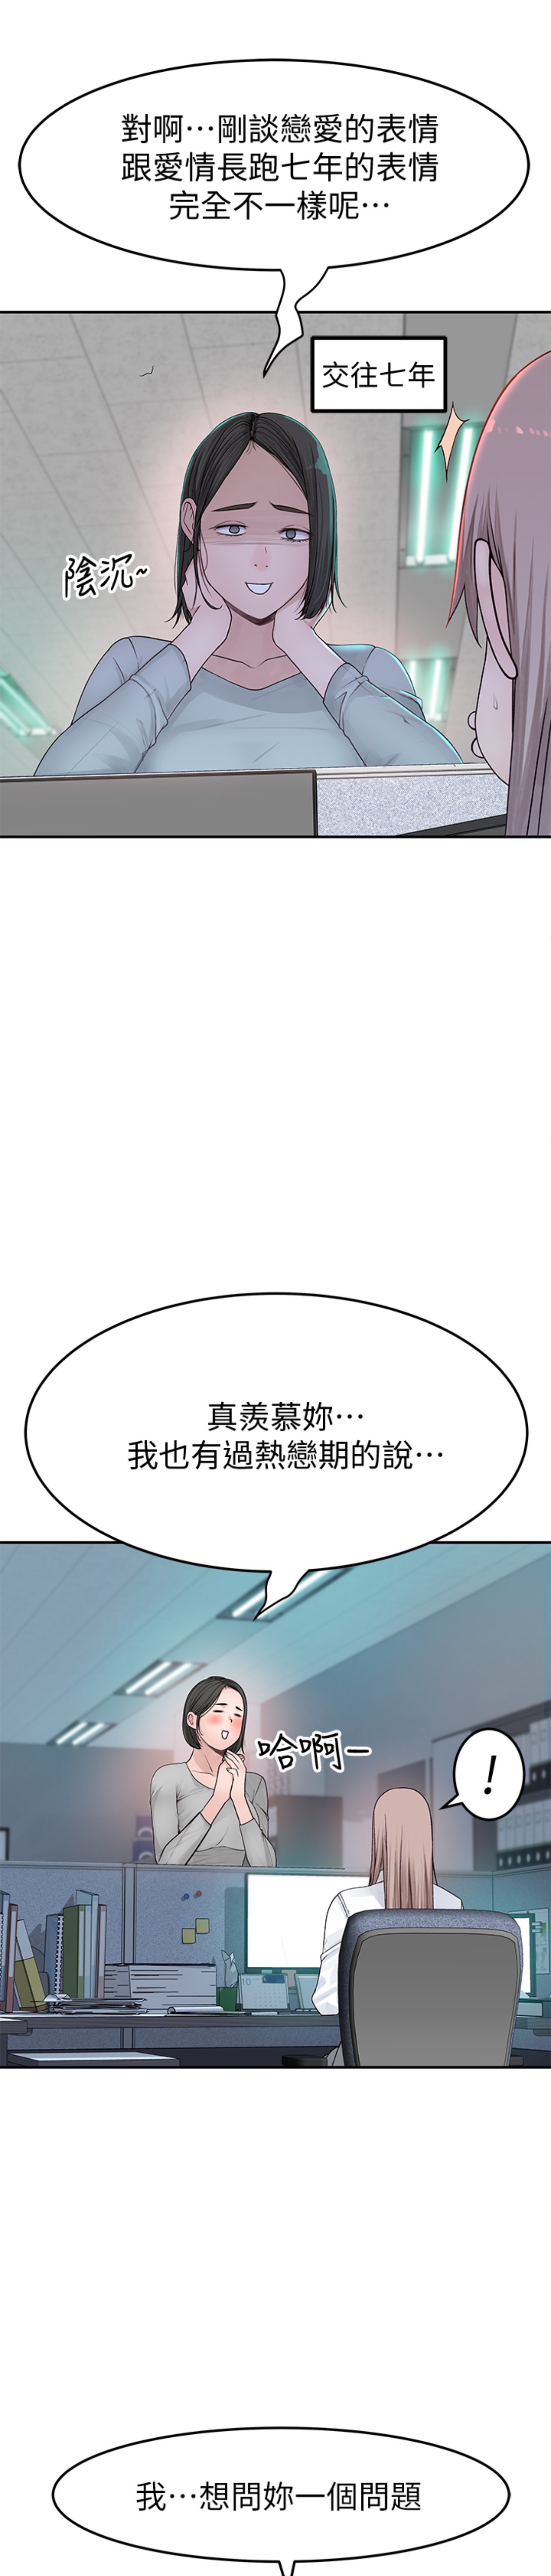 對啊…剛談戀愛的表情
跟愛情長跑七年的表情
完全不一樣呢…
交往七年
陰沉~
真羨慕妳…
我也有過熱戀期的說…
哈啊—
!
我…想問妳一個問題